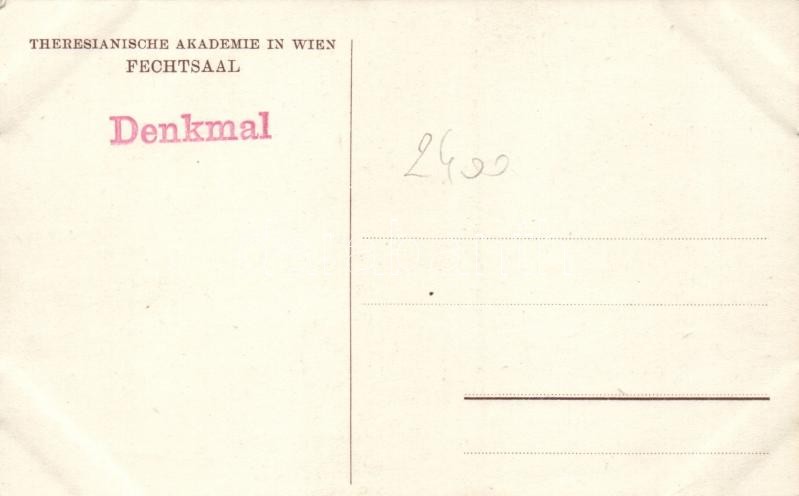 THERESIANISCHE AKADEMIE IN WIEN
FECHTSAAL
Denkmal
2400